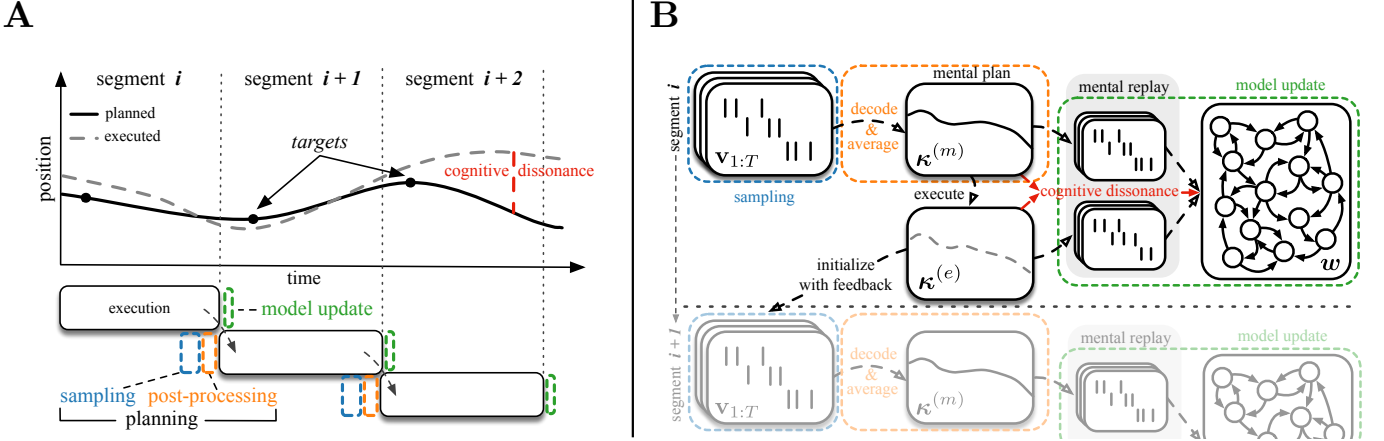 A
segment i
segment i + 1
segment i + 2
planned
executed
targets
position
cognitive dissonance
time
execution
model update
sampling
post-processing
planning
B
segment i
v1:T
sampling
decode
&
average
mental plan
κ(m)
execute
κ(e)
initialize
with feedback
mental replay
cognitive dissonance
model update
w
segment i + 1
v1:T
decode
&
average
κ(m)
mental replay
model update